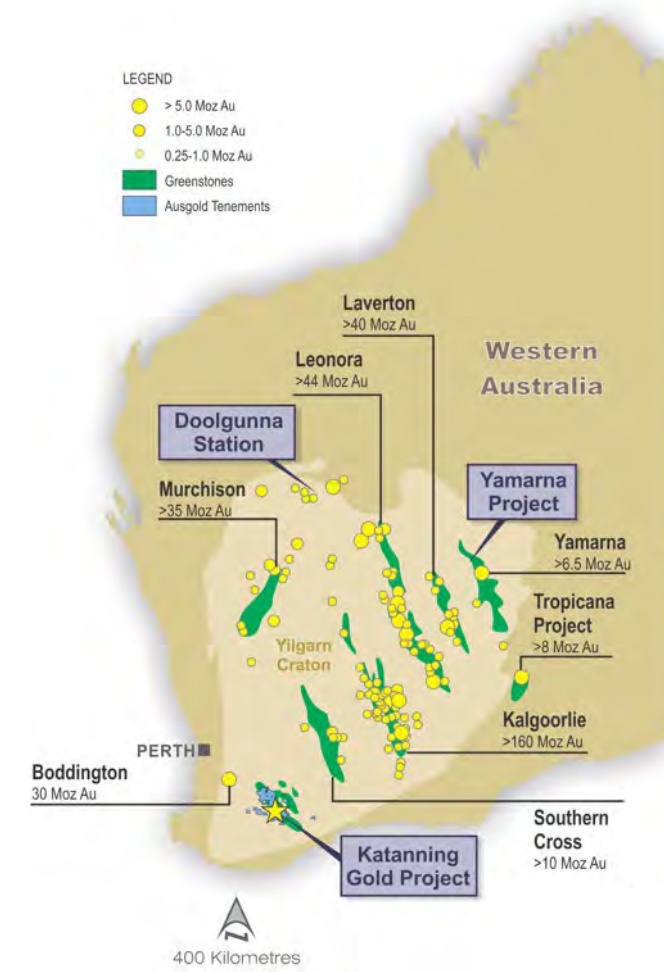 LEGEND
> 5.0 Moz Au
1.0-5.0 Moz Au
0.25-1.0 Moz Au
Greenstones
Ausgold Tenements
Laverton
>40 Moz Au
Western
Australia
Leonora
>44 Moz Au
Doolgunna
Station
Murchison
>35 Moz Au
Yamarna
Project
Yamarna
>6.5 Moz Au
Tropicana
Project
>8 Moz Au
Yilgarn
Craton
Kalgoorlie
>160 Moz Au
PERTH
Boddington
30 Moz Au
Southern
Cross
>10 Moz Au
Katanning
Gold Project
N
400 Kilometres